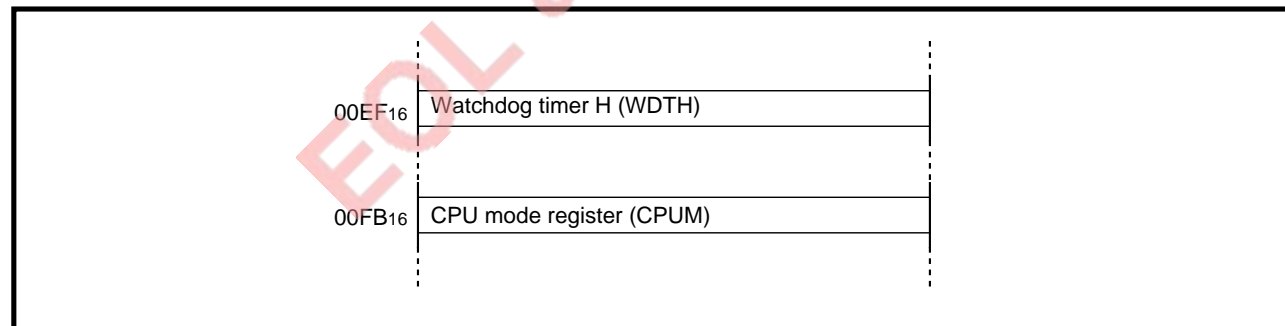 00EF16 Watchdog timer H (WDTH)
00FB16 CPU mode register (CPUM)
EOL